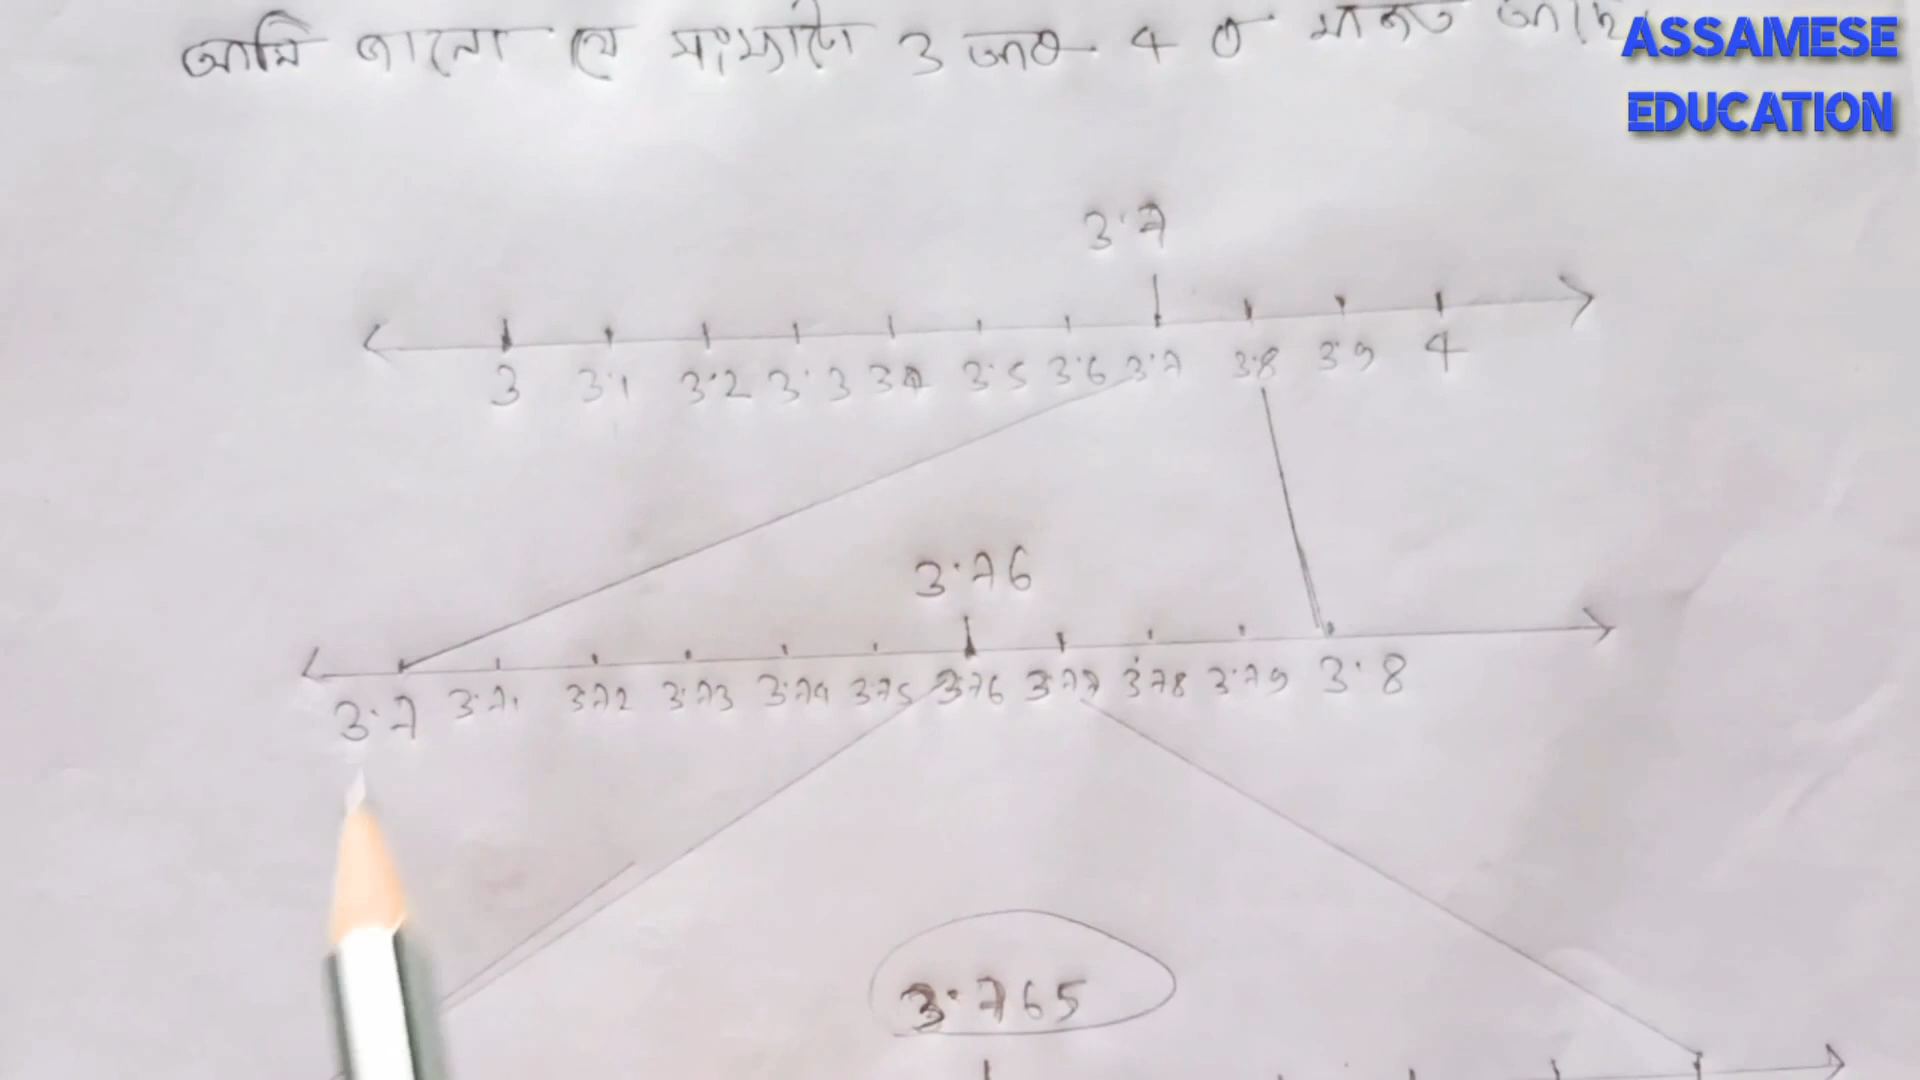 আমি জানো যে সংখ্যাটো 3 আৰু 4 ৰ মাজত আছে
ASSAMESE
EDUCATION
3.7
3 3.1 3.2 3.3 3.4 3.5 3.6 3.7 3.8 3.9 4
3.76
3.7 3.71 3.72 3.73 3.74 3.75 3.76 3.77 3.78 3.79 3.8
3.765